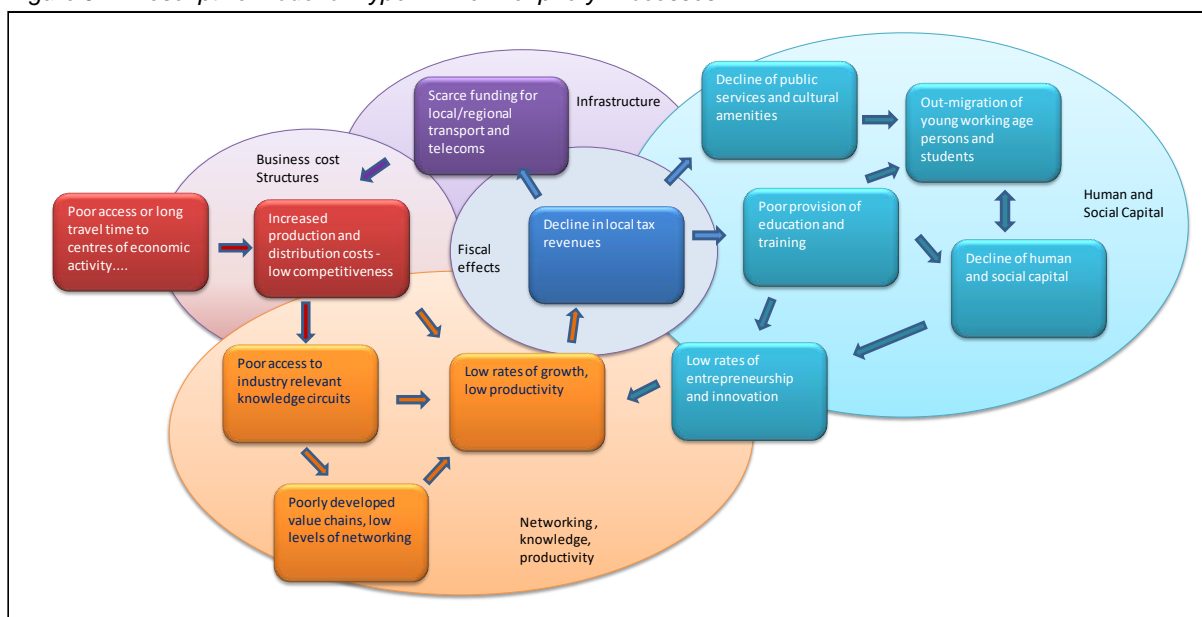 Scarce funding for
local/regional
transport and
telecoms
Infrastructure
Decline of public
services and cultural
amenities
Out-migration of
young working age
persons and
students
Business cost
Structures
Human and
Social Capital
Poor access or long
travel time to
centres of economic
activity....
Increased
production and
distribution costs -
low competitiveness
Fiscal
effects
Decline in local tax
revenues
Poor provision of
education and
training
Decline of human
and social capital
Poor access to
industry relevant
knowledge circuits
Low rates of growth,
low productivity
Low rates of
entrepreneurship
and innovation
Poorly developed
value chains, low
levels of networking
Networking,
knowledge,
productivity